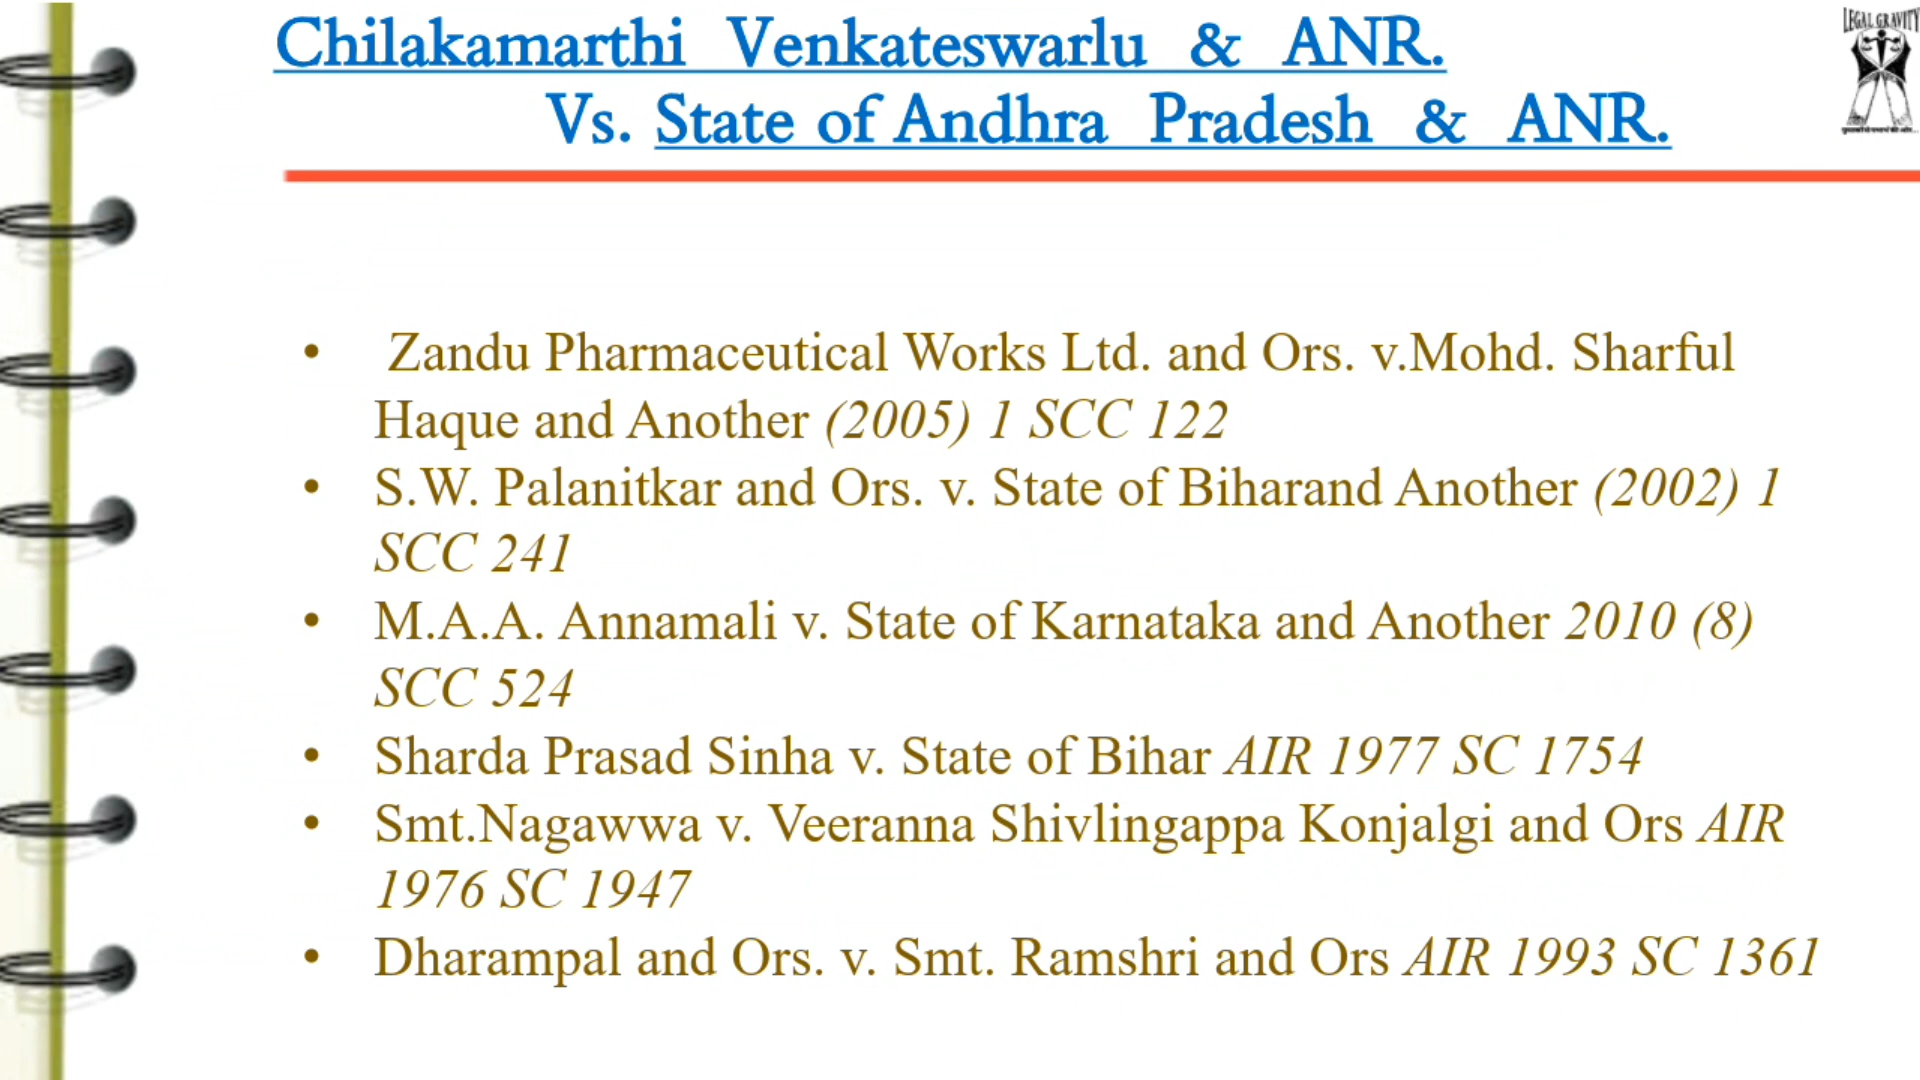 Chilakamarthi Venkateswarlu & ANR.
LEGAL GRAVITY
Vs. State of Andhra Pradesh & ANR.
• Zandu Pharmaceutical Works Ltd. and Ors. v.Mohd. Sharful
Haque and Another (2005) 1 SCC 122
• S.W. Palanitkar and Ors. v. State of Biharand Another (2002) 1
SCC 241
• M.A.A. Annamali v. State of Karnataka and Another 2010 (8)
SCC 524
• Sharda Prasad Sinha v. State of Bihar AIR 1977 SC 1754
• Smt.Nagawwa v. Veeranna Shivlingappa Konjalgi and Ors AIR
1976 SC 1947
• Dharampal and Ors. v. Smt. Ramshri and Ors AIR 1993 SC 1361